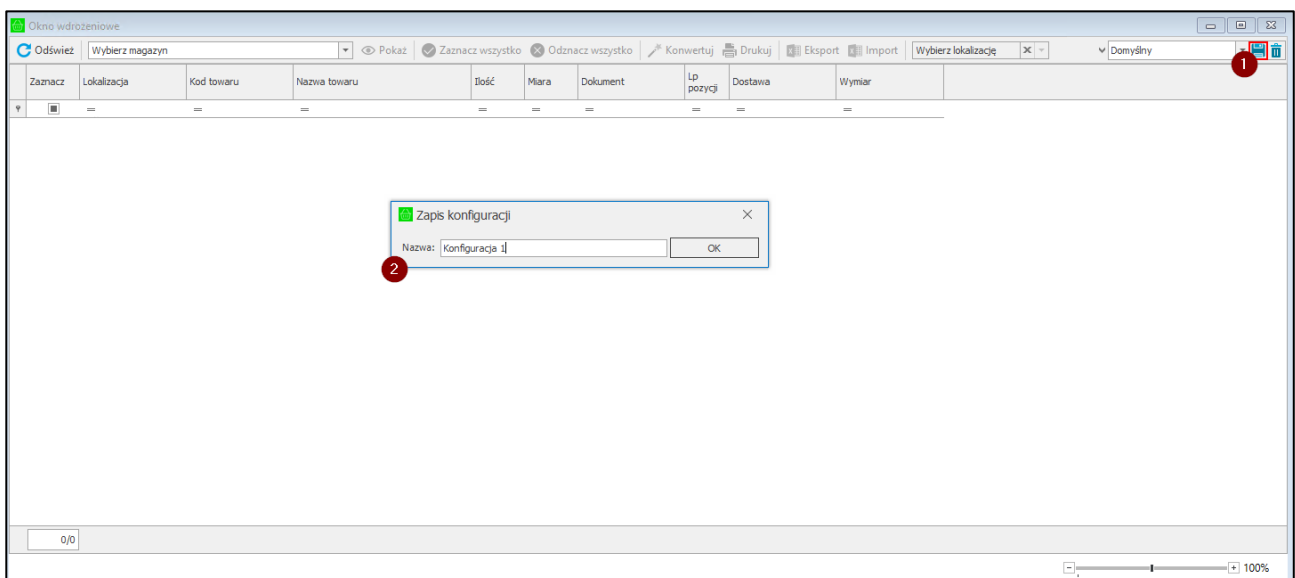 Okno wdrożeniowe
Odśwież Wybierz magazyn Pokaż Zaznacz wszystko Odznacz wszystko Konwertuj Drukuj Eksport Import Wybierz lokalizację Domyślny
1
Zaznacz Lokalizacja Kod towaru Nazwa towaru Ilość Miara Dokument Lp pozycji Dostawa Wymiar
= = = = = = = = =
Zapis konfiguracji
Nazwa: Konfiguracja 1 OK
2
0/0
100%